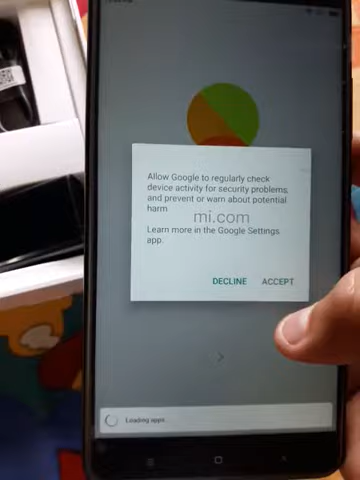 Allow Google to regularly check
device activity for security problems,
and prevent or warn about potential
harm
mi.com
Learn more in the Google Settings
app.
DECLINE ACCEPT
Loading apps